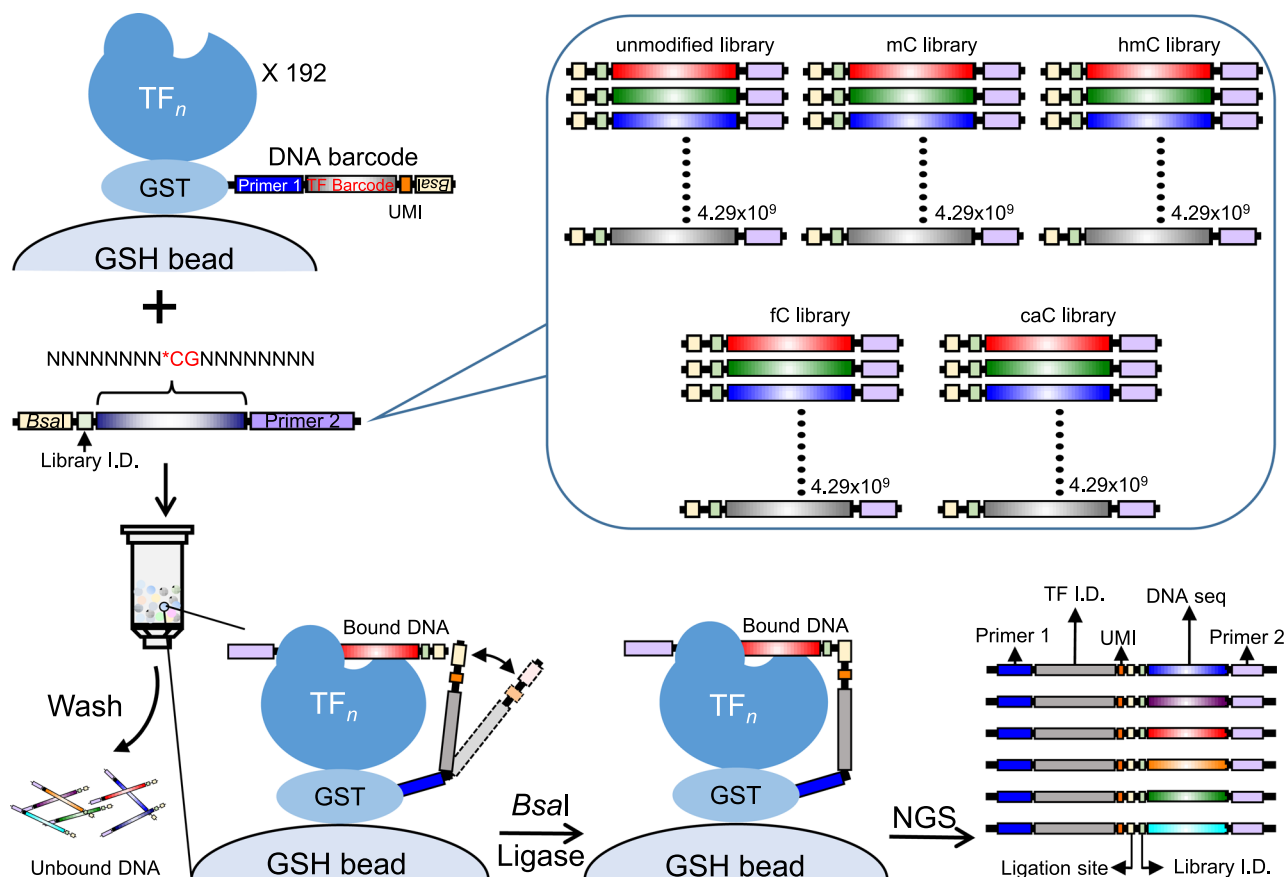 TFn
X 192
DNA barcode
GST
Primer 1
TF Barcode
BsaI
UMI
GSH bead
+
NNNNNNNN*CGNNNNNNNN
BsaI
Primer 2
Library I.D.
unmodified library
mC library
hmC library
4.29x10⁹
4.29x10⁹
4.29x10⁹
fC library
caC library
4.29x10⁹
4.29x10⁹
Wash
Unbound DNA
Bound DNA
TFn
GST
GSH bead
BsaI
Ligase
Bound DNA
TFn
GST
GSH bead
NGS
TF I.D.
DNA seq
Primer 1
UMI
Primer 2
Ligation site
Library I.D.